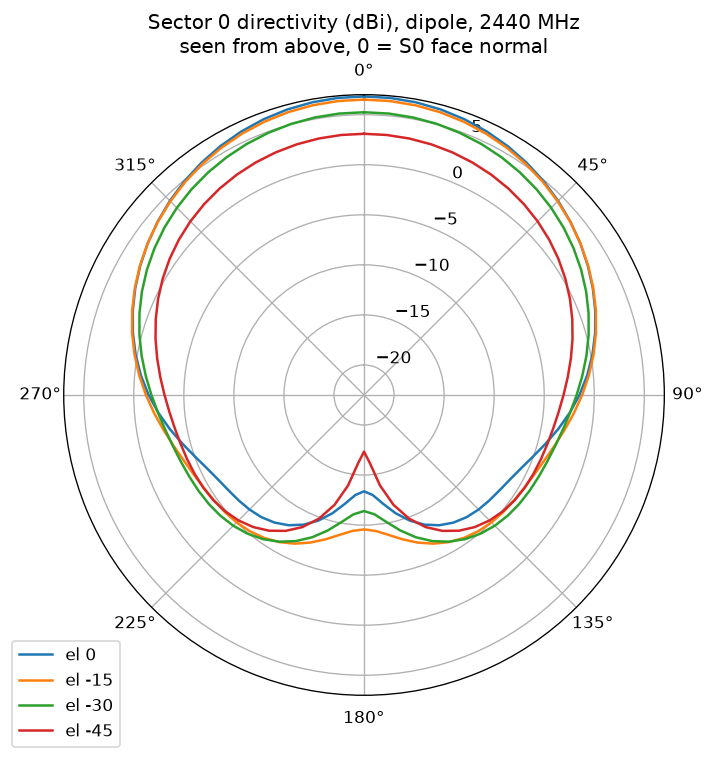 Sector 0 directivity (dBi), dipole, 2440 MHz
seen from above, 0 = S0 face normal
0°
315°
5
45°
0
−5
−10
−15
−20
270°
90°
225°
135°
180°
el 0
el -15
el -30
el -45